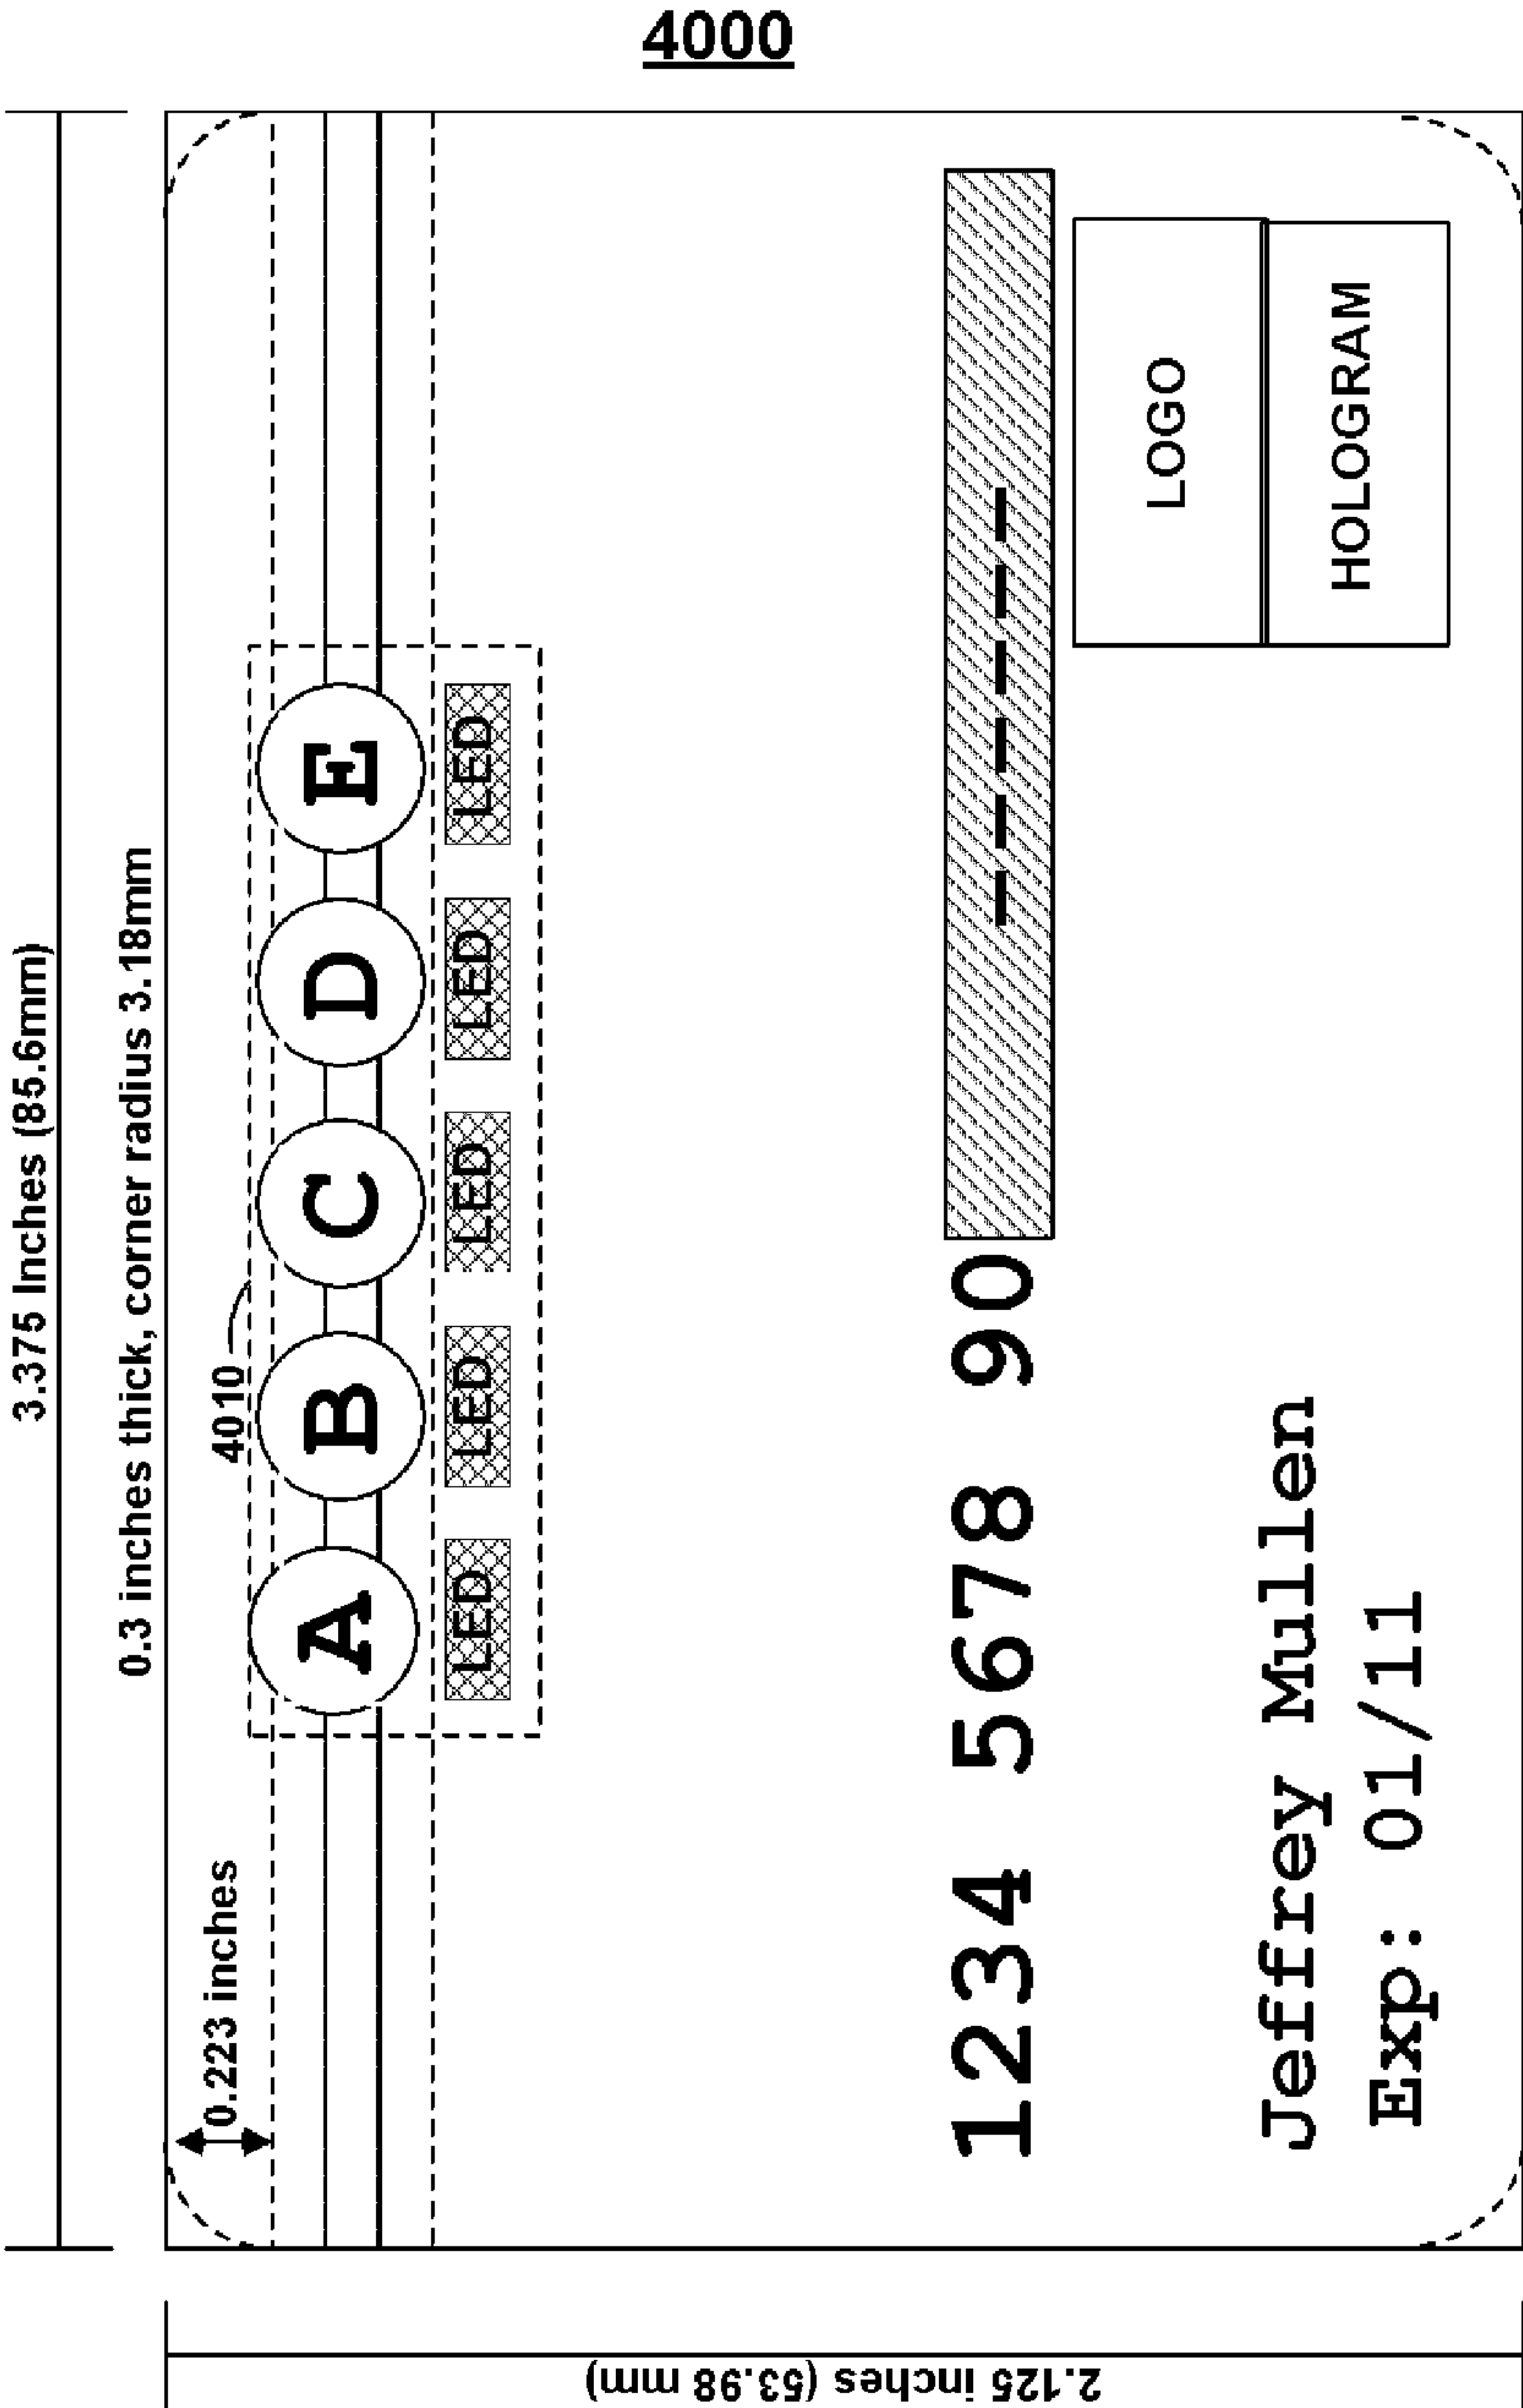 4000
3.375 Inches (85.6mm)
0.3 inches thick, corner radius 3.18mm
4010
0.223 inches
A B C D E
LED LED LED LED LED
1234 5678 90
LOGO
HOLOGRAM
Jeffrey Mullen
Exp: 01/11
2.125 inches (53.98 mm)